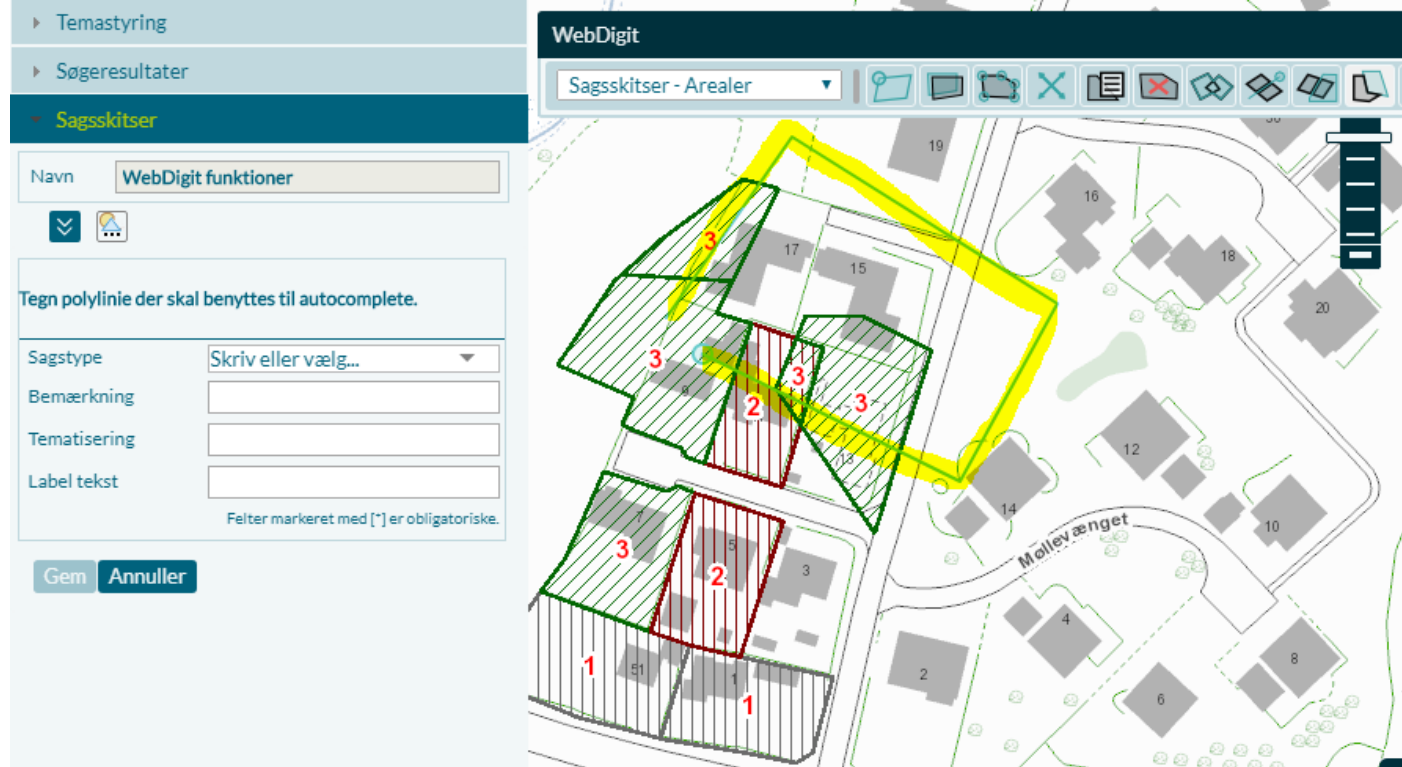 Temastyring
Søgeresultater
Sagsskitser
Navn
WebDigit funktioner
Tegn polylinie der skal benyttes til autocomplete.
Sagstype
Skriv eller vælg...
Bemærkning
Tematisering
Label tekst
Felter markeret med [*] er obligatoriske.
Gem
Annuller
WebDigit
Sagsskitser - Arealer
19
16
17
15
18
20
3
3
3
3
9
2
13
12
14
10
Møllevænget
7
3
5
2
3
4
8
1
51
1
1
2
6